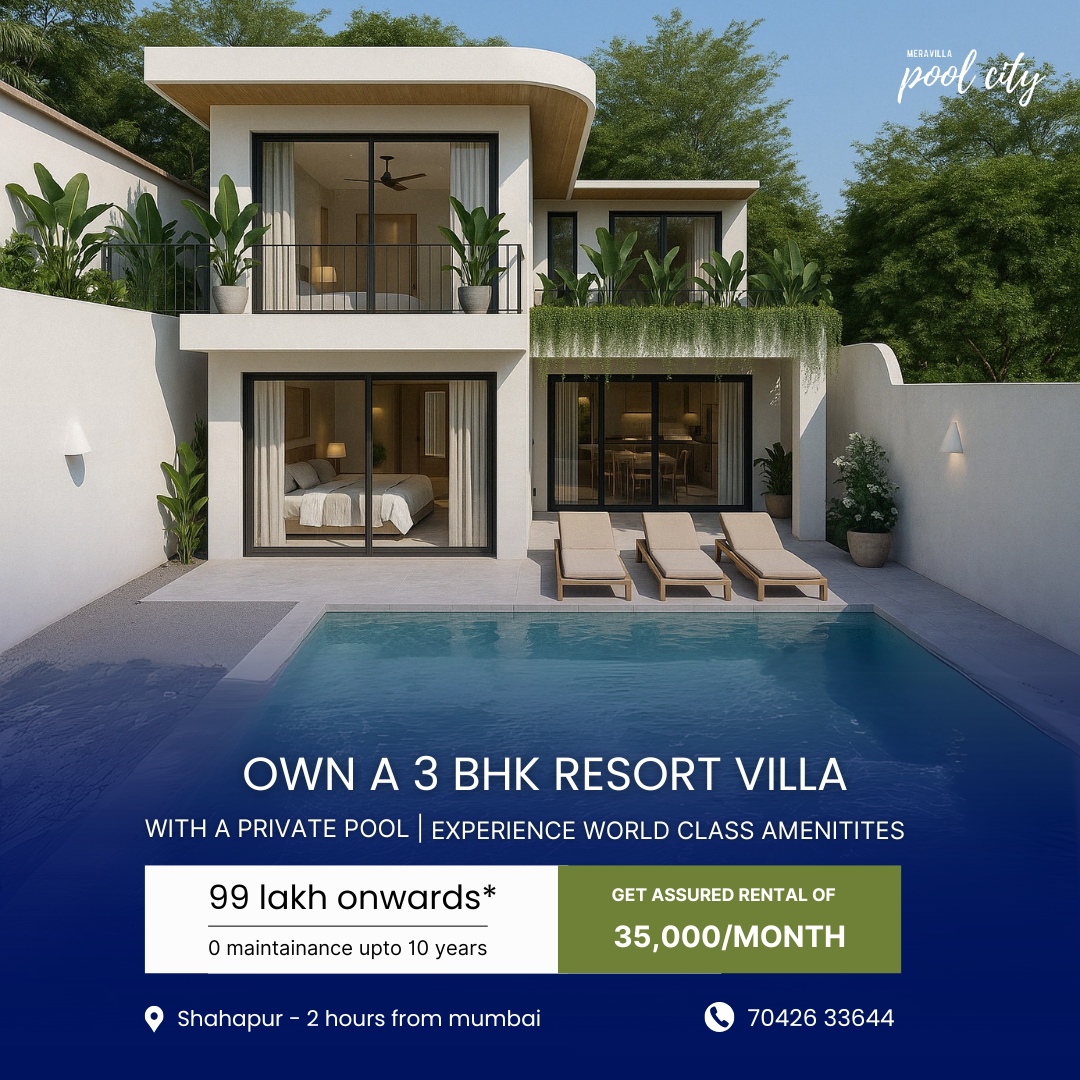 MERAVILLA
pool city
OWN A 3 BHK RESORT VILLA
WITH A PRIVATE POOL | EXPERIENCE WORLD CLASS AMENITITES
99 lakh onwards*
0 maintainance upto 10 years
GET ASSURED RENTAL OF
35,000/MONTH
Shahapur - 2 hours from mumbai
70426 33644